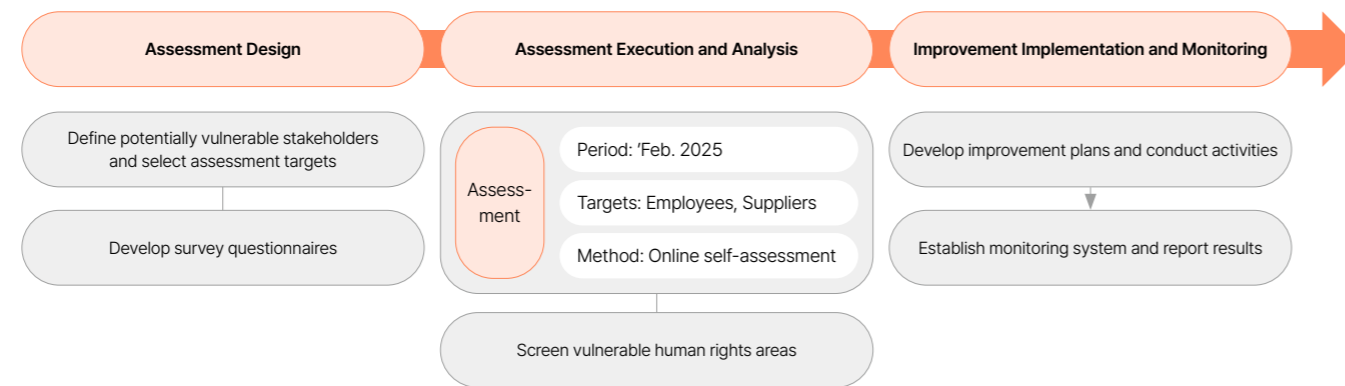 Assessment Design
Assessment Execution and Analysis
Improvement Implementation and Monitoring
Define potentially vulnerable stakeholders
and select assessment targets
Develop survey questionnaires
Assess-
ment
Period: ’Feb. 2025
Targets: Employees, Suppliers
Method: Online self-assessment
Screen vulnerable human rights areas
Develop improvement plans and conduct activities
Establish monitoring system and report results